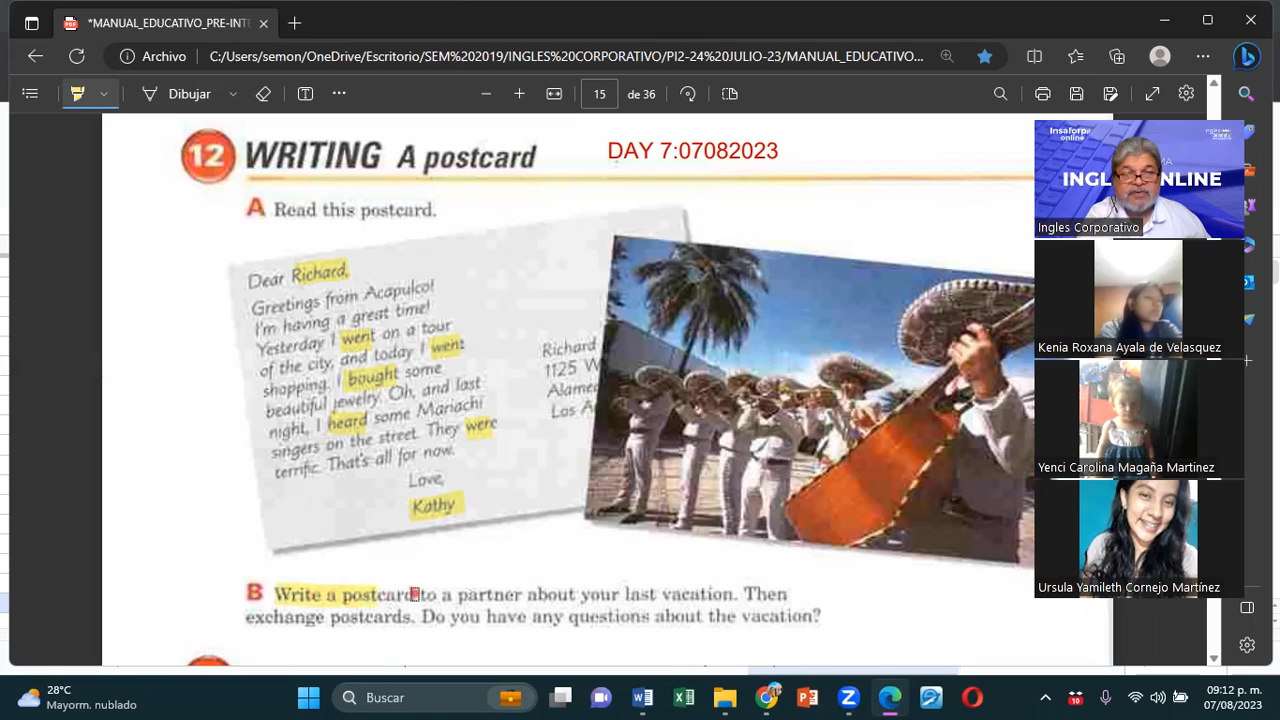 *MANUAL_EDUCATIVO_PRE-INTE
Archivo
C:/Users/semon/OneDrive/Escritorio/SEM%202019/INGLES%20CORPORATIVO/PI2-24%20JULIO-23/MANUAL_EDUCATIVO...
Dibujar
15 de 36
12 WRITING A postcard
DAY 7:07082023
A Read this postcard.
Dear Richard,
Greetings from Acapulco!
I'm having a great time!
Yesterday I went on a tour
of the city, and today I went
shopping. I bought some
beautiful jewelry. Oh, and last
night, I heard some Mariachi
singers on the street. They were
terrific. That's all for now.
Love,
Kathy
Richard
1125 W
Alame
Los A
B Write a postcard to a partner about your last vacation. Then
exchange postcards. Do you have any questions about the vacation?
Insaforp
online
INGL ONLINE
Ingles Corporativo
Kenia Roxana Ayala de Velasquez
Yenci Carolina Magaña Martinez
Ursula Yamileth Cornejo Martínez
28°C
Mayorm. nublado
Buscar
10
09:12 p. m.
07/08/2023